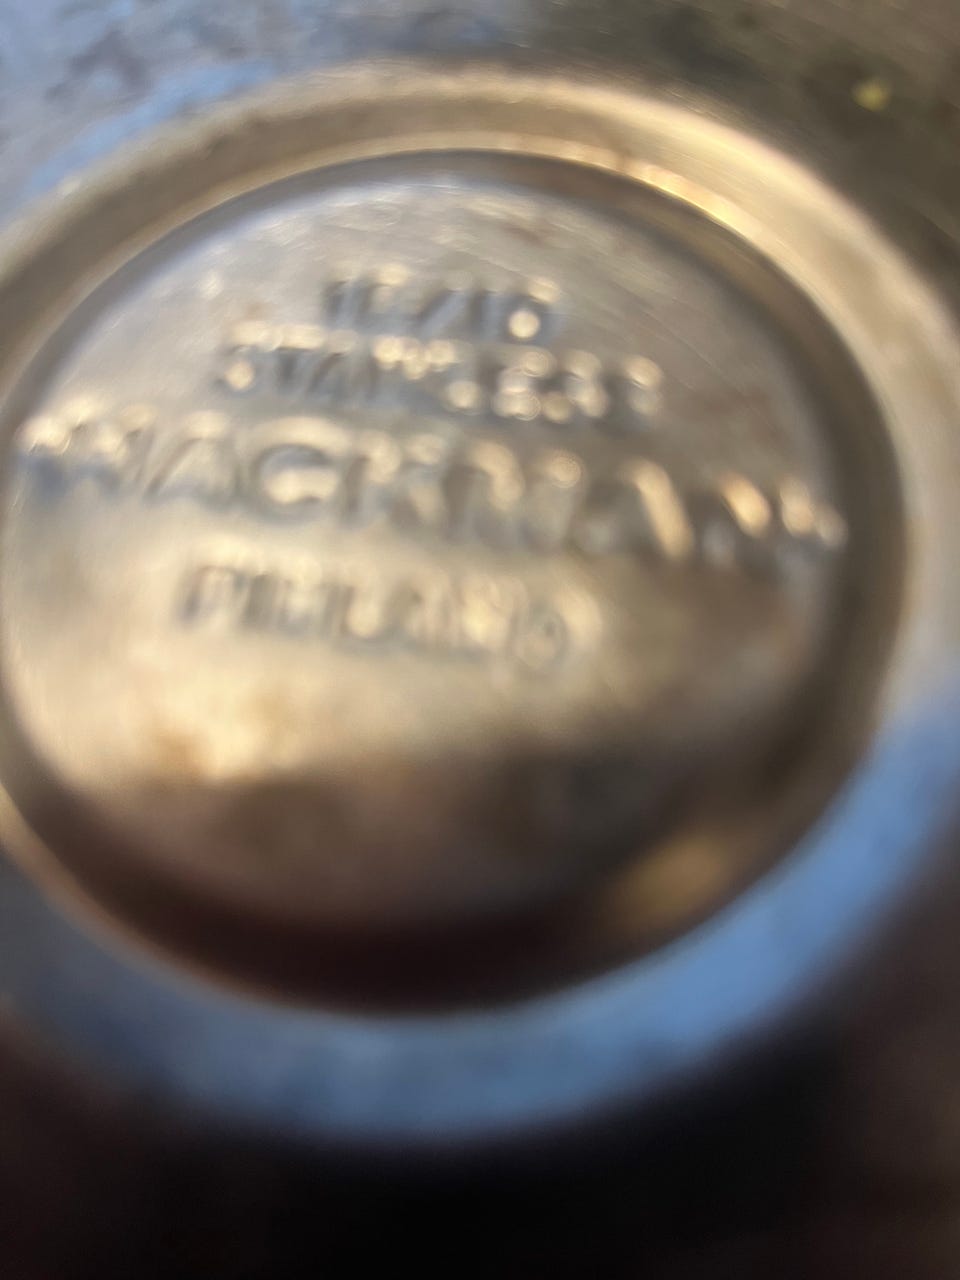 18/10
STAINLESS
HACKMAN
FINLAND